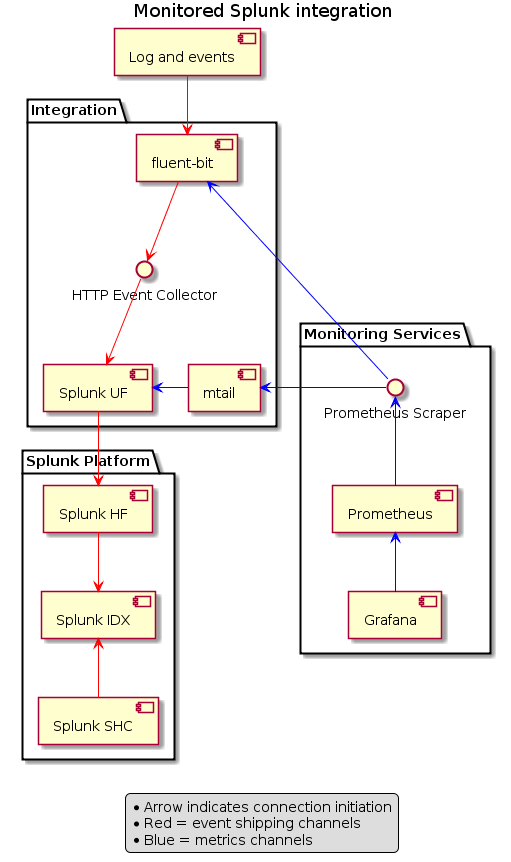 Monitored Splunk integration
Log and events
Integration
fluent-bit
HTTP Event Collector
Monitoring Services
Splunk UF
mtail
Prometheus Scraper
Splunk Platform
Splunk HF
Prometheus
Splunk IDX
Grafana
Splunk SHC
• Arrow indicates connection initiation
• Red = event shipping channels
• Blue = metrics channels